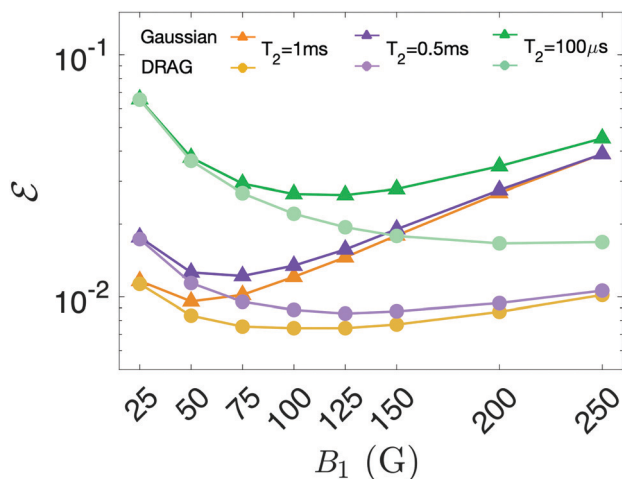 10⁻¹
Gaussian T₂=1ms T₂=0.5ms T₂=100μs
DRAG
ℰ
10⁻²
25 50 75 100 125 150 200 250
B₁ (G)